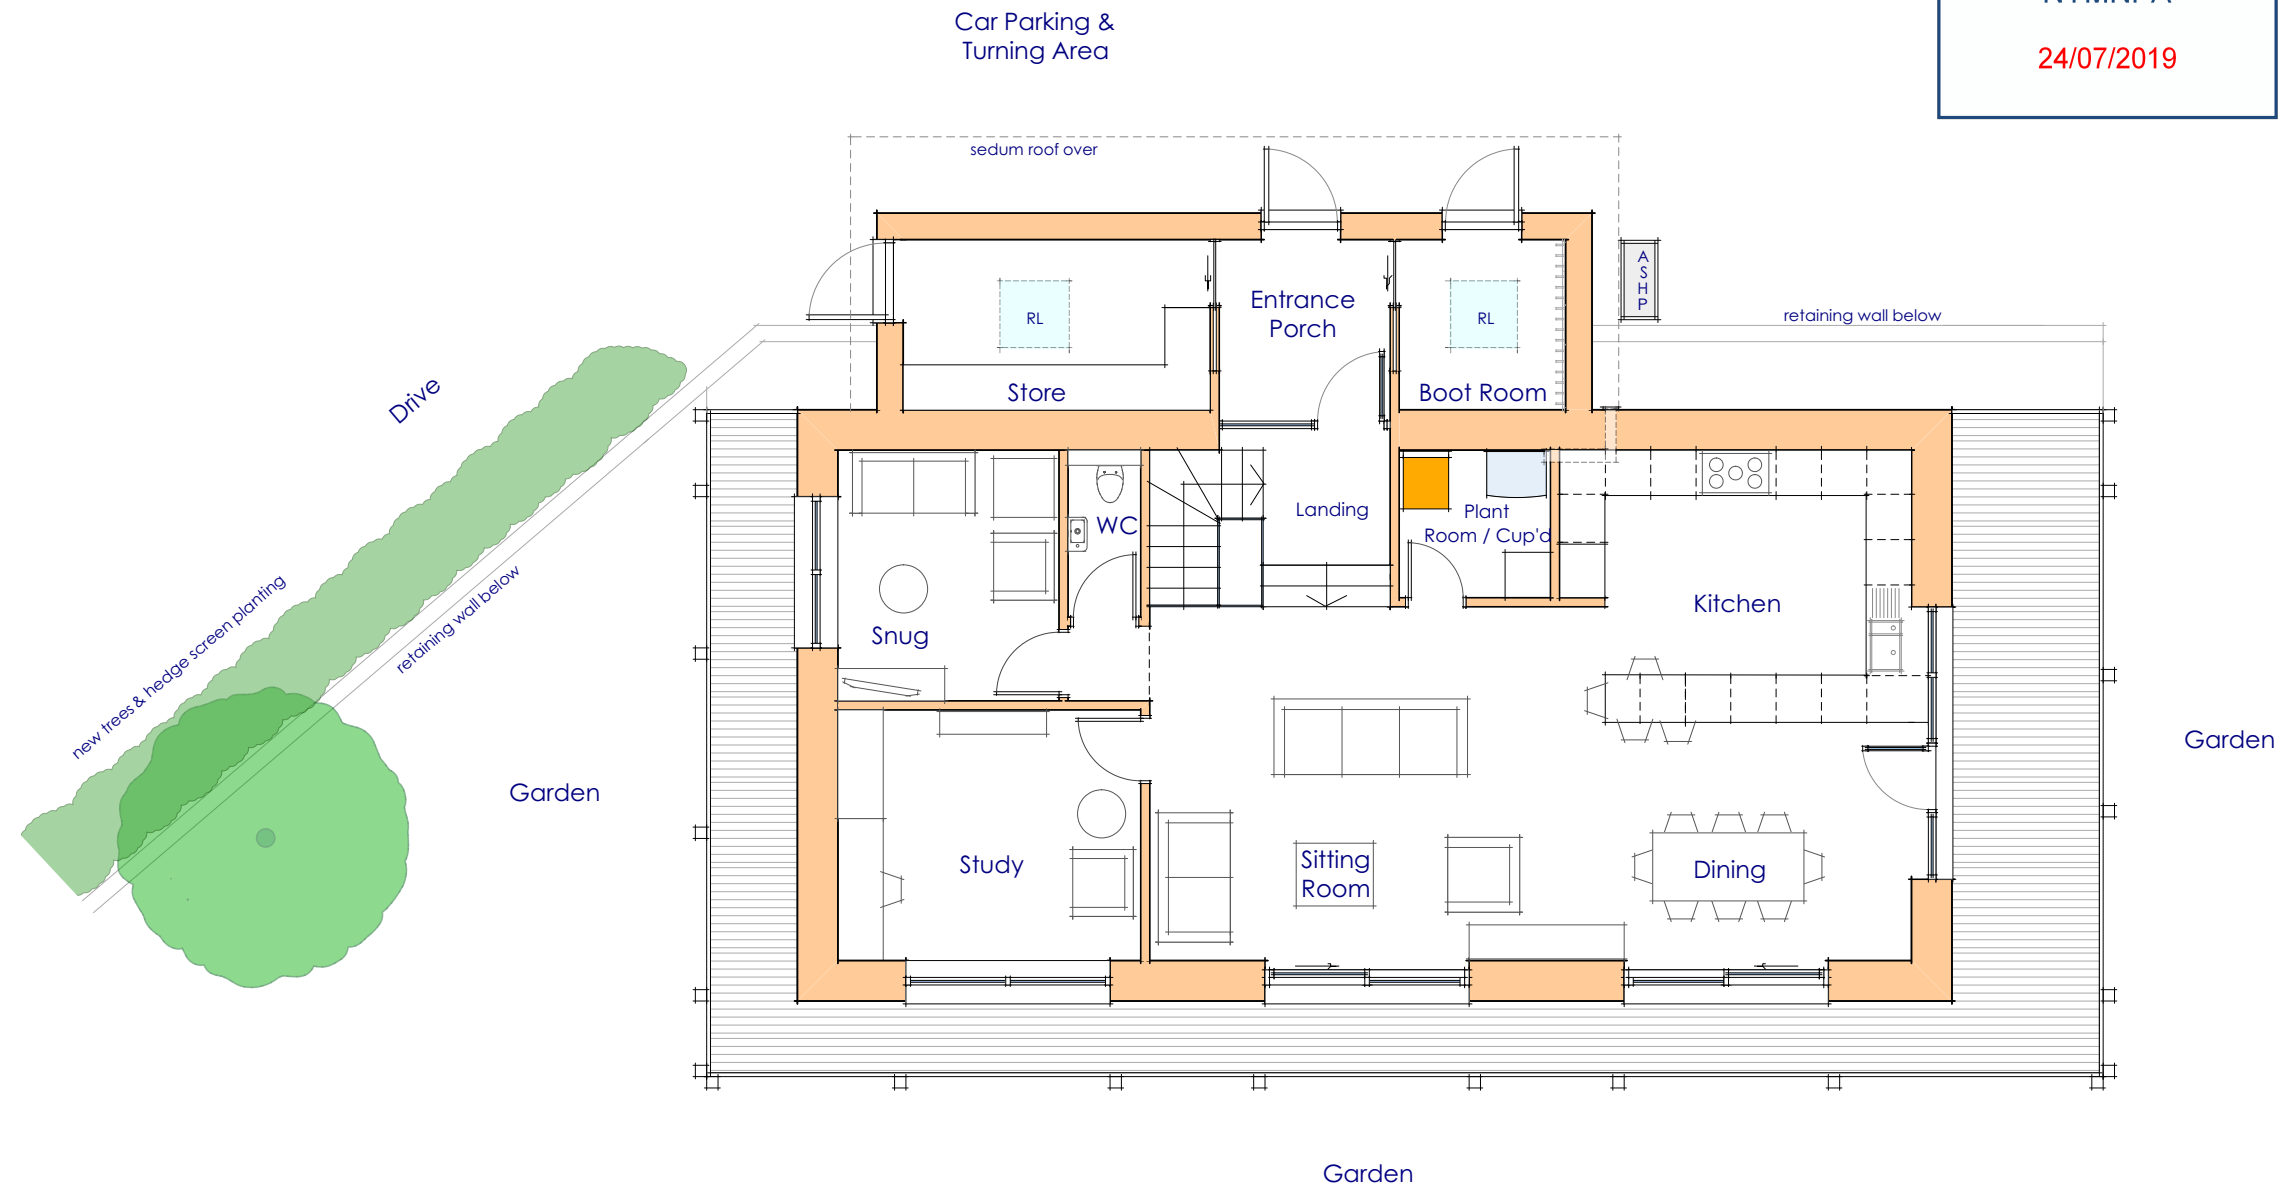 Car Parking &
Turning Area
24/07/2019
sedum roof over
A
S
H
P
Entrance
Porch
RL
RL
retaining wall below
Store
Boot Room
Drive
WC
Landing
Plant
Room / Cup'd
new trees & hedge screen planting
retaining wall below
Snug
Kitchen
Garden
Garden
Study
Sitting
Room
Dining
Garden